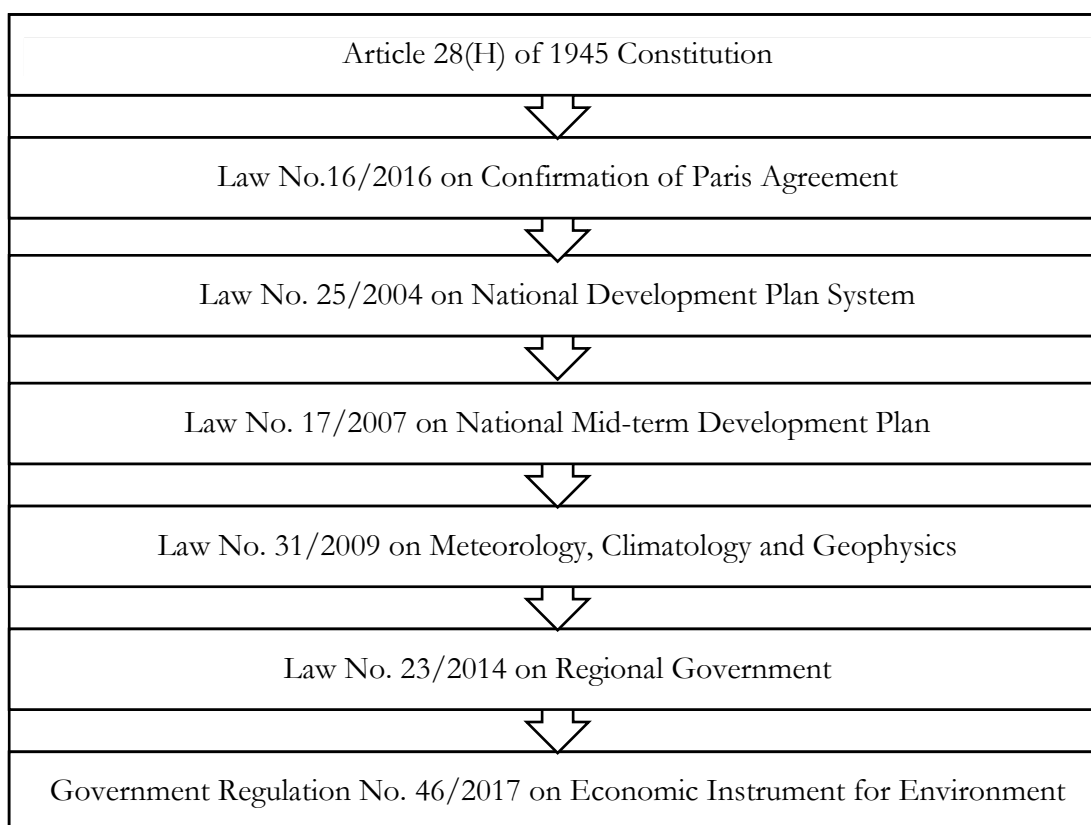 Article 28(H) of 1945 Constitution
Law No.16/2016 on Confirmation of Paris Agreement
Law No. 25/2004 on National Development Plan System
Law No. 17/2007 on National Mid-term Development Plan
Law No. 31/2009 on Meteorology, Climatology and Geophysics
Law No. 23/2014 on Regional Government
Government Regulation No. 46/2017 on Economic Instrument for Environment